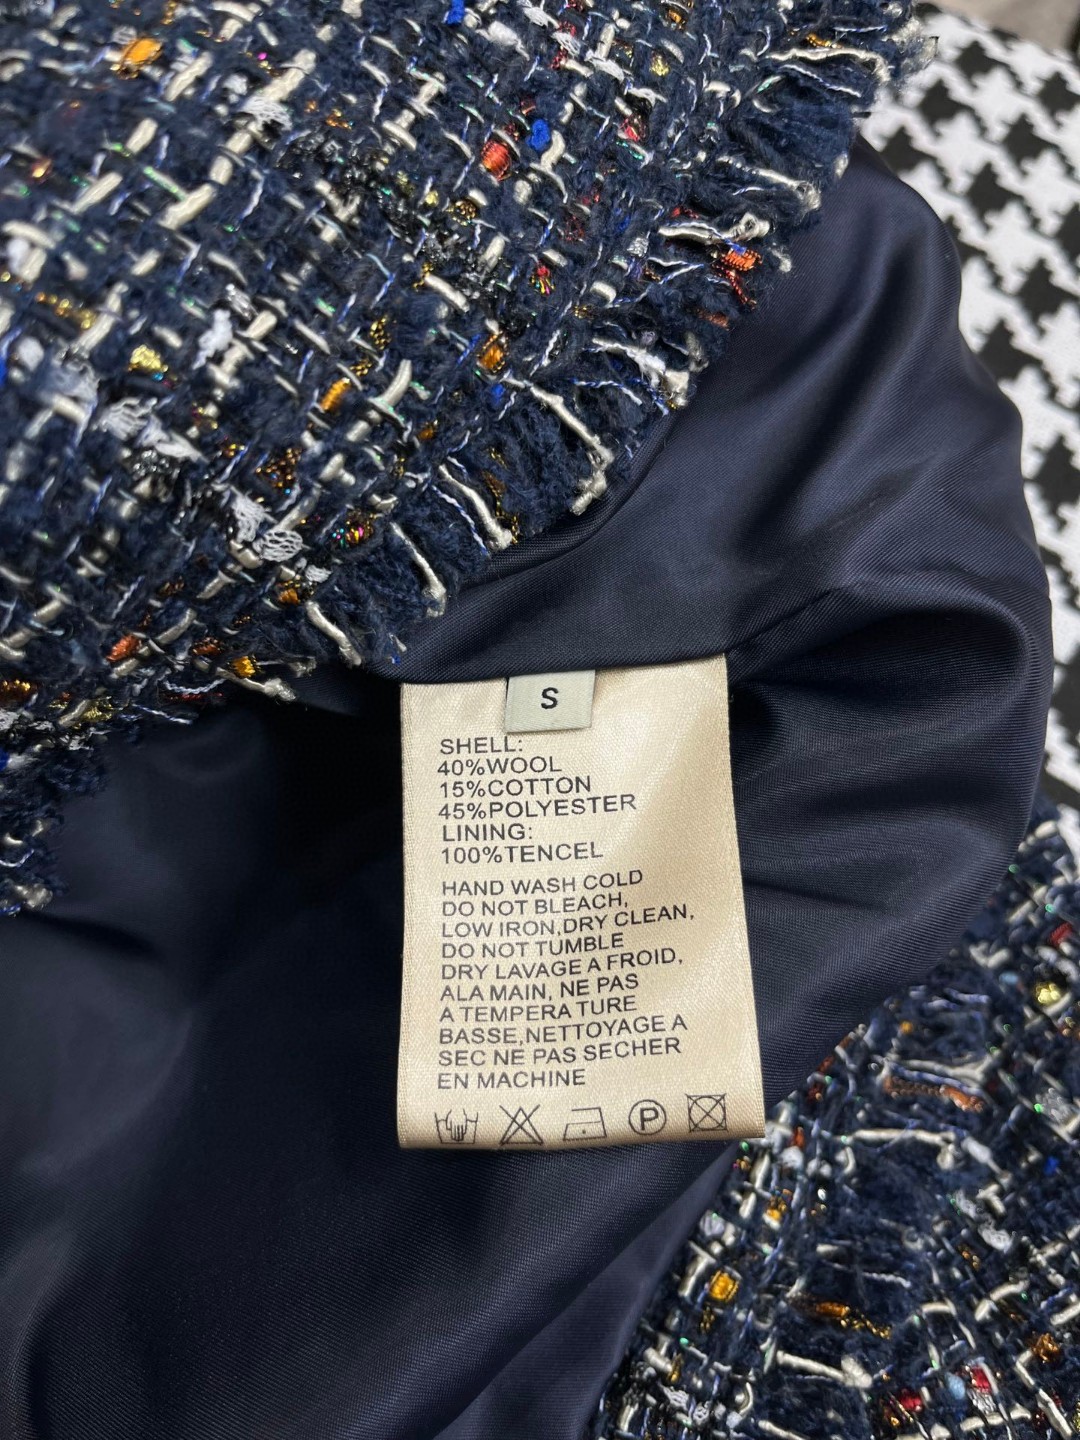 S
SHELL:
40%WOOL
15%COTTON
45%POLYESTER
LINING:
100%TENCEL
HAND WASH COLD
DO NOT BLEACH,
LOW IRON,DRY CLEAN,
DO NOT TUMBLE
DRY LAVAGE A FROID,
ALA MAIN, NE PAS
A TEMPERA TURE
BASSE,NETTOYAGE A
SEC NE PAS SECHER
EN MACHINE
P